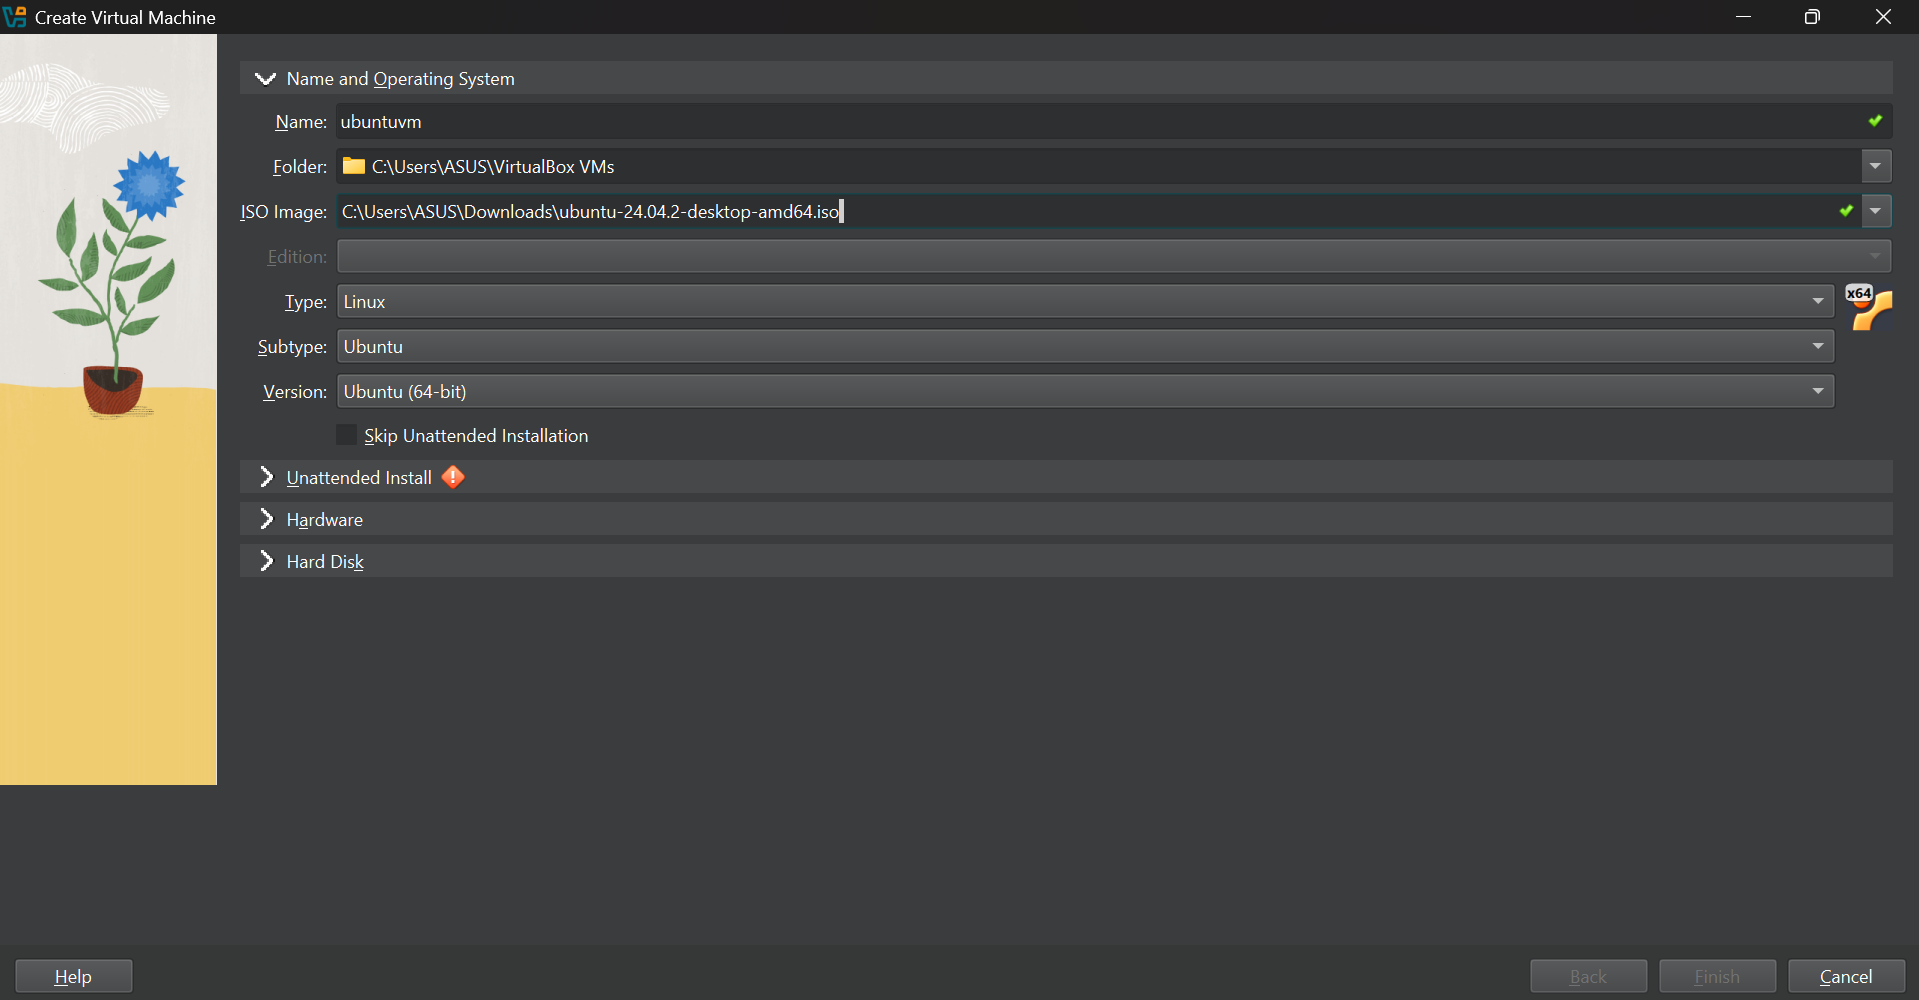 Create Virtual Machine
Name and Operating System
Name: ubuntuvm
Folder: C:\Users\ASUS\VirtualBox VMs
ISO Image: C:\Users\ASUS\Downloads\ubuntu-24.04.2-desktop-amd64.iso
Edition:
Type: Linux x64
Subtype: Ubuntu
Version: Ubuntu (64-bit)
Skip Unattended Installation
Unattended Install
Hardware
Hard Disk
Help Back Finish Cancel